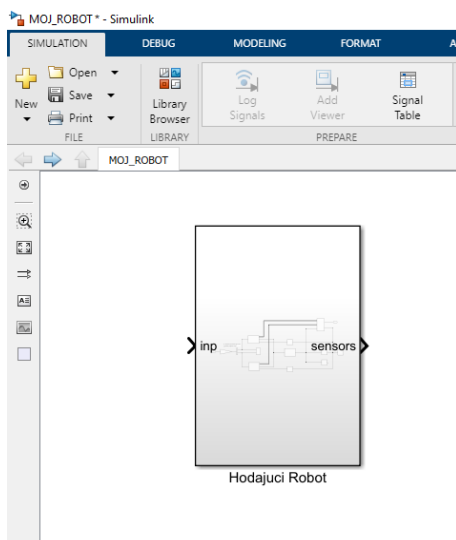 MOJ_ROBOT * - Simulink
SIMULATION DEBUG MODELING FORMAT A
New
Open
Save
Print
FILE
Library
Browser
LIBRARY
Log
Signals
Add
Viewer
Signal
Table
PREPARE
MOJ_ROBOT
inp
sensors
Hodajuci Robot